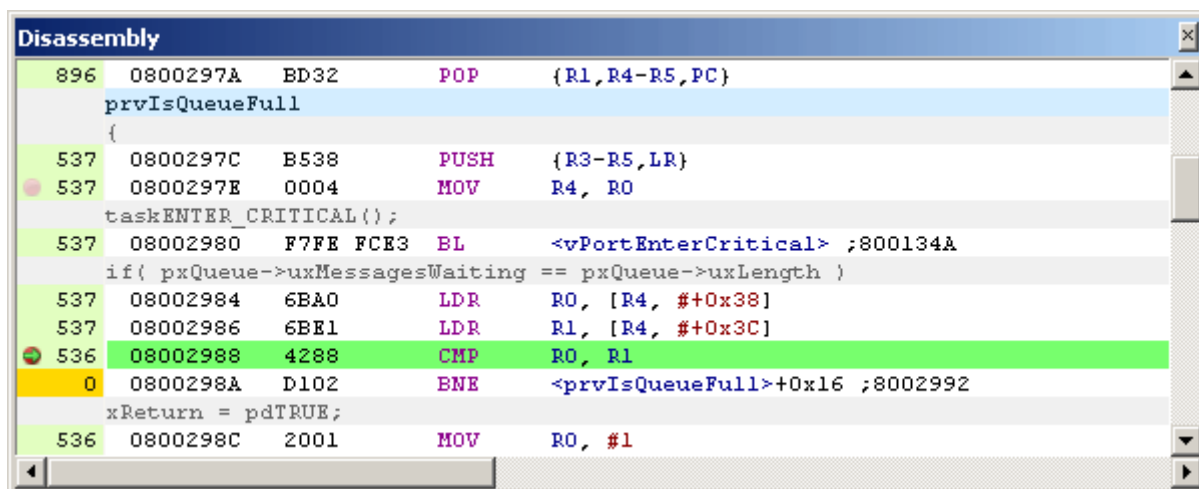 Disassembly
896 0800297A BD32 POP {R1,R4-R5,PC}
prvIsQueueFull
{
537 0800297C B538 PUSH {R3-R5,LR}
537 0800297E 0004 MOV R4, R0
taskENTER_CRITICAL();
537 08002980 F7FE FCE3 BL <vPortEnterCritical> ;800134A
if( pxQueue->uxMessagesWaiting == pxQueue->uxLength )
537 08002984 6BA0 LDR R0, [R4, #+0x38]
537 08002986 6BE1 LDR R1, [R4, #+0x3C]
536 08002988 4288 CMP R0, R1
0 0800298A D102 BNE <prvIsQueueFull>+0x16 ;8002992
xReturn = pdTRUE;
536 0800298C 2001 MOV R0, #1